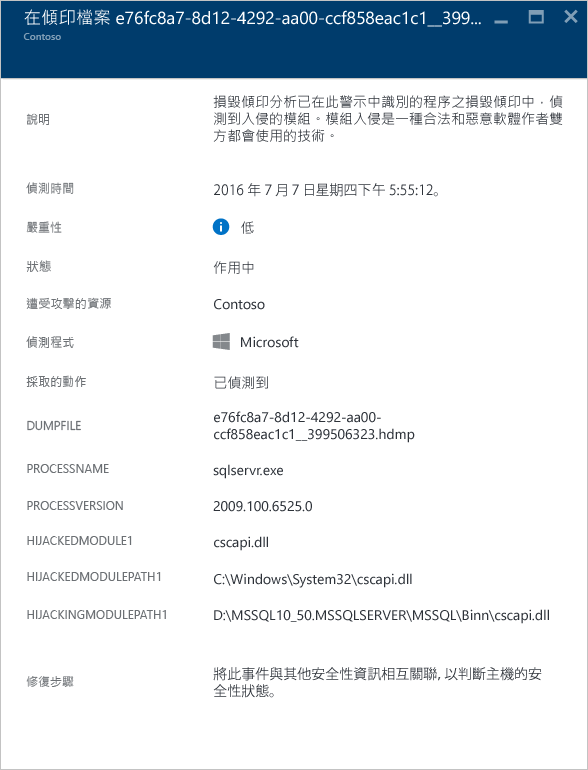 在傾印檔案 e76fc8a7-8d12-4292-aa00-ccf858eac1c1__399...
Contoso
說明
損毀傾印分析已在此警示中識別的程序之損毀傾印中，偵
測到入侵的模組。模組入侵是一種合法和惡意軟體作者雙
方都會使用的技術。
偵測時間
2016 年 7 月 7 日星期四下午 5:55:12。
嚴重性
低
狀態
作用中
遭受攻擊的資源
Contoso
偵測程式
Microsoft
採取的動作
已偵測到
DUMPFILE
e76fc8a7-8d12-4292-aa00-
ccf858eac1c1__399506323.hdmp
PROCESSNAME
sqlservr.exe
PROCESSVERSION
2009.100.6525.0
HIJACKEDMODULE1
cscapi.dll
HIJACKEDMODULEPATH1
C:\Windows\System32\cscapi.dll
HIJACKINGMODULEPATH1
D:\MSSQL10_50.MSSQLSERVER\MSSQL\Binn\cscapi.dll
修復步驟
將此事件與其他安全性資訊相互關聯, 以判斷主機的安
全性狀態。